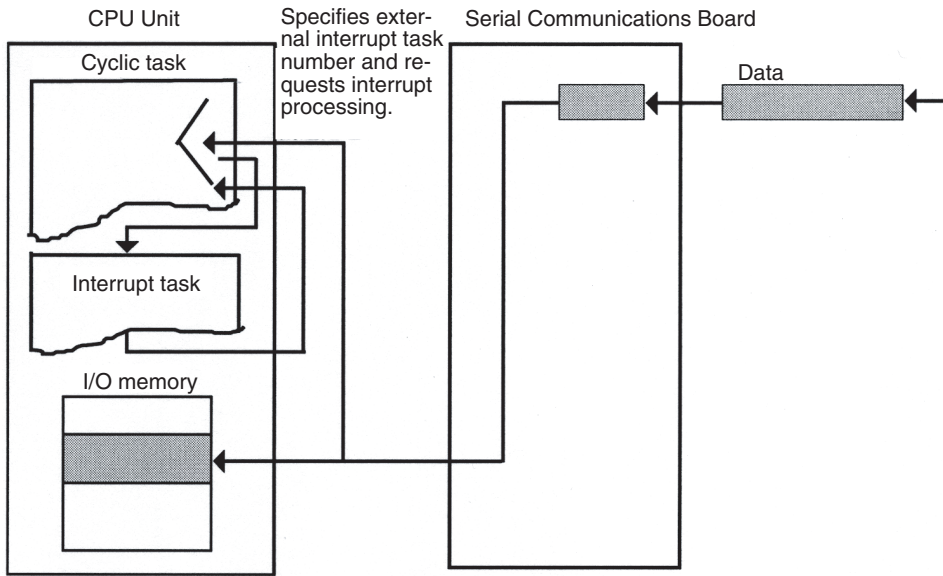 CPU Unit
Specifies exter-
nal interrupt task
number and re-
quests interrupt
processing.
Serial Communications Board
Cyclic task
Data
Interrupt task
I/O memory